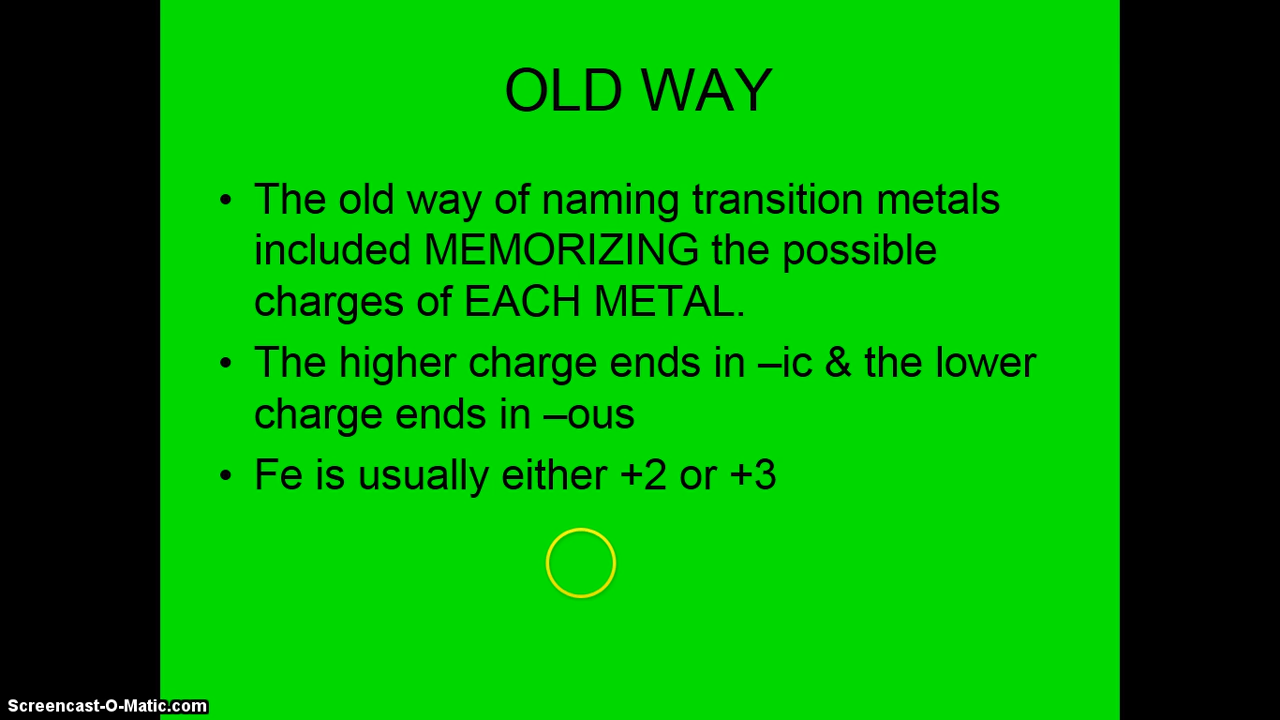 OLD WAY
• The old way of naming transition metals
included MEMORIZING the possible
charges of EACH METAL.
• The higher charge ends in –ic & the lower
charge ends in –ous
• Fe is usually either +2 or +3
Screencast-O-Matic.com